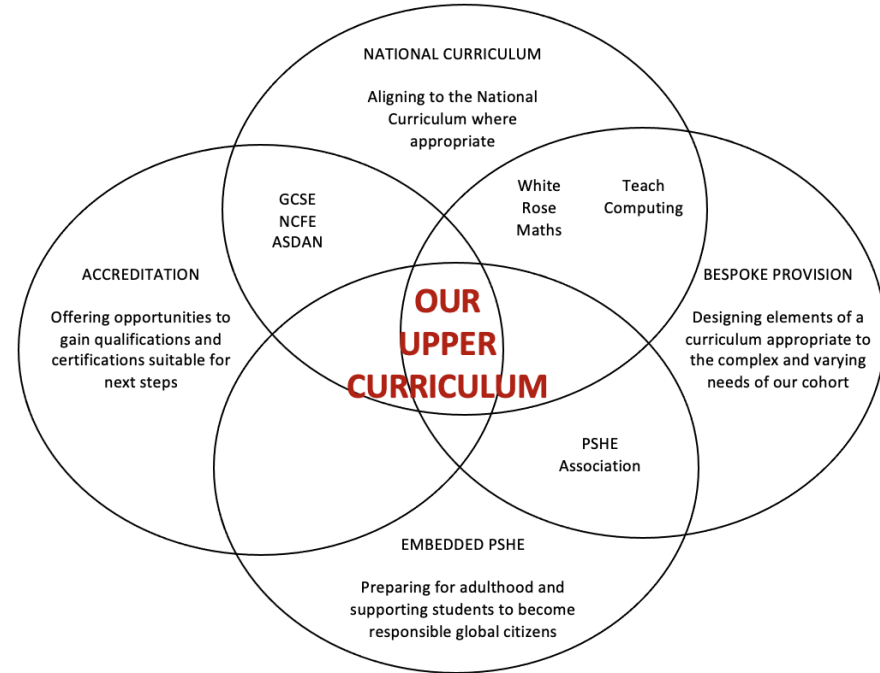 NATIONAL CURRICULUM
Aligning to the National
Curriculum where
appropriate
GCSE
NCFE
ASDAN
White
Rose
Maths
Teach
Computing
ACCREDITATION
Offering opportunities to
gain qualifications and
certifications suitable for
next steps
OUR
UPPER
CURRICULUM
BESPOKE PROVISION
Designing elements of a
curriculum appropriate to
the complex and varying
needs of our cohort
PSHE
Association
EMBEDDED PSHE
Preparing for adulthood and
supporting students to become
responsible global citizens